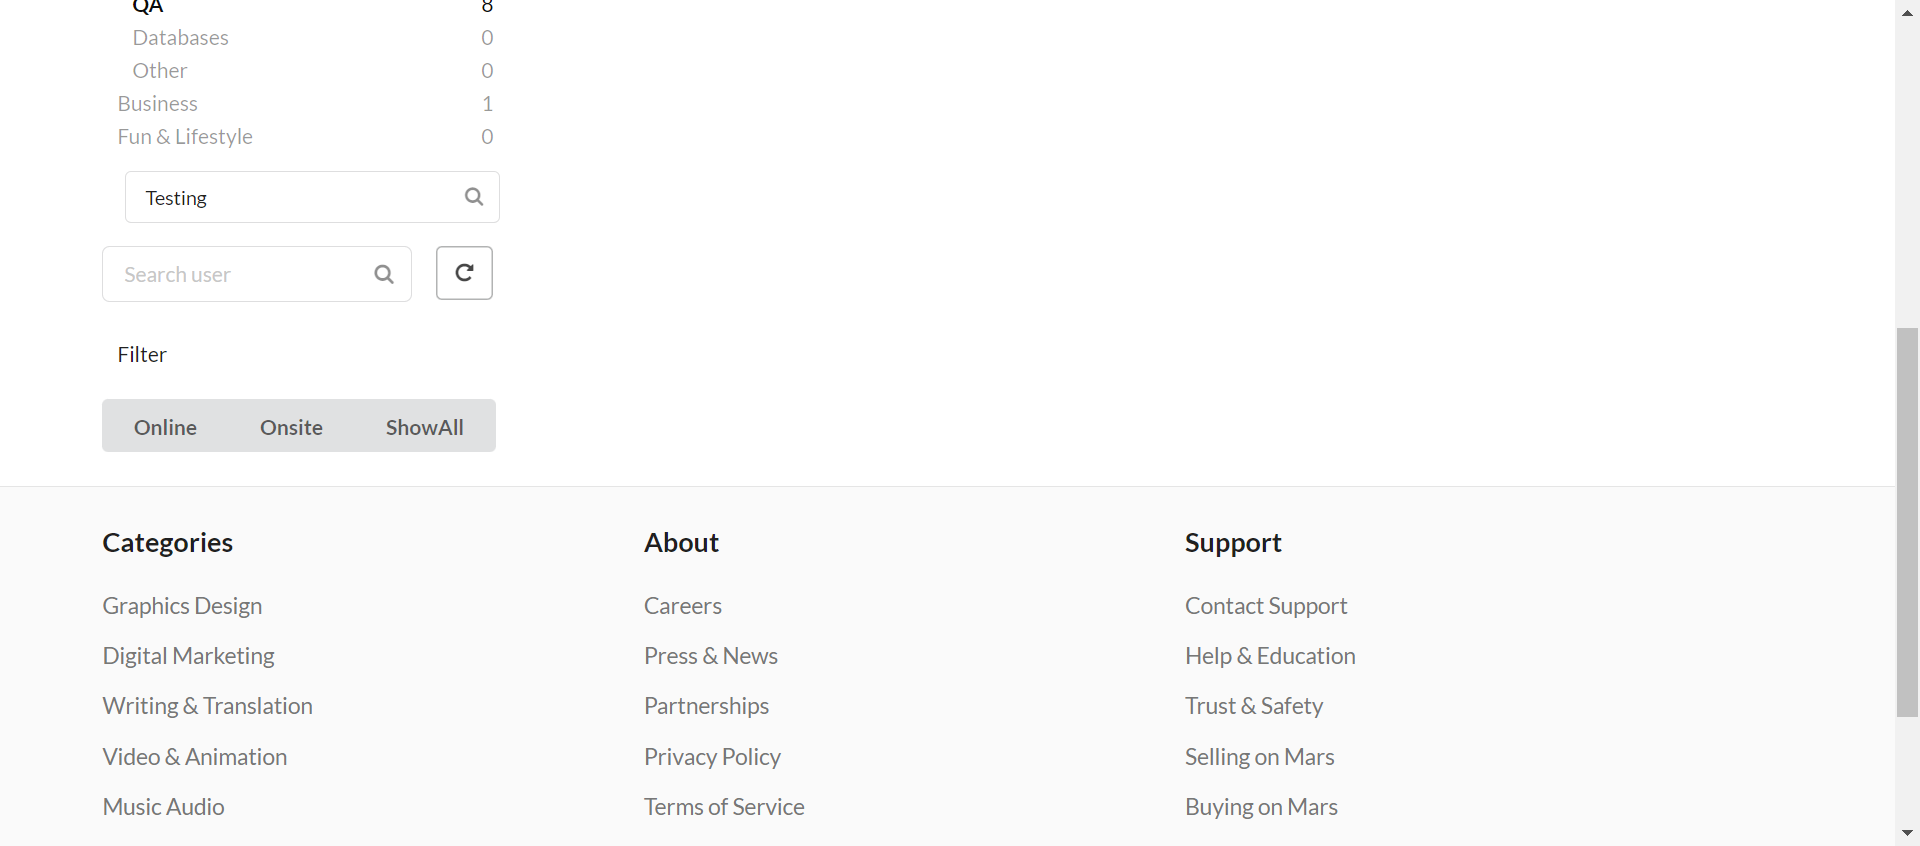 QA 8
Databases 0
Other 0
Business 1
Fun & Lifestyle 0
Testing
Search user
Filter
Online Onsite ShowAll
Categories About Support
Graphics Design Careers Contact Support
Digital Marketing Press & News Help & Education
Writing & Translation Partnerships Trust & Safety
Video & Animation Privacy Policy Selling on Mars
Music Audio Terms of Service Buying on Mars